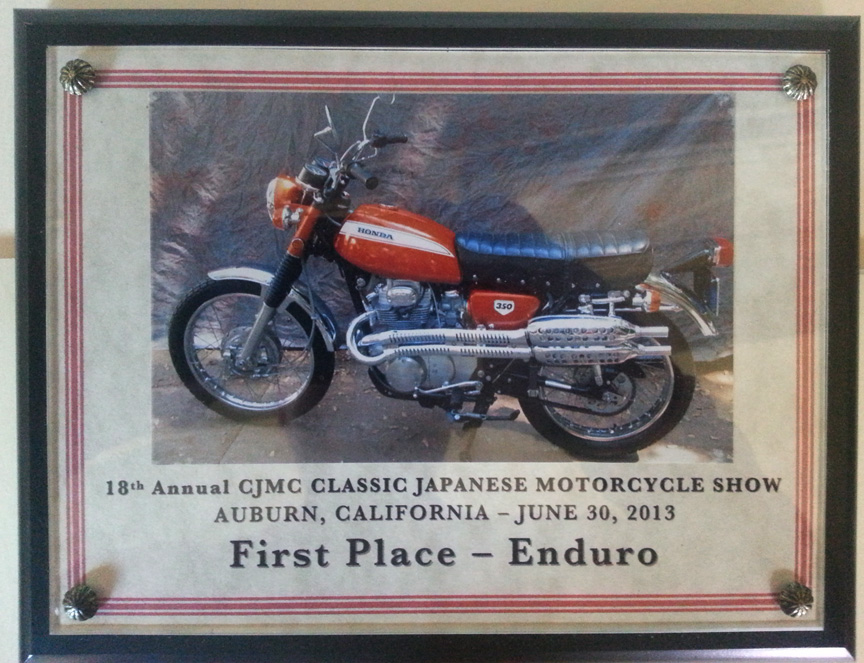 HONDA
350
18th Annual CJMC CLASSIC JAPANESE MOTORCYCLE SHOW
AUBURN, CALIFORNIA – JUNE 30, 2013
First Place – Enduro